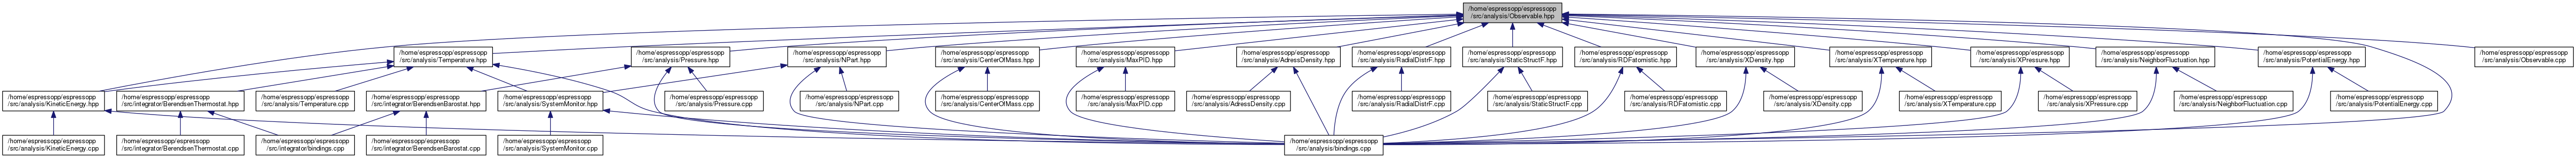 /home/espressopp/espressopp
/src/analysis/Observable.hpp
/home/espressopp/espressopp
/src/analysis/Temperature.hpp
/home/espressopp/espressopp
/src/analysis/Pressure.hpp
/home/espressopp/espressopp
/src/analysis/NPart.hpp
/home/espressopp/espressopp
/src/analysis/CenterOfMass.hpp
/home/espressopp/espressopp
/src/analysis/MaxPID.hpp
/home/espressopp/espressopp
/src/analysis/AdressDensity.hpp
/home/espressopp/espressopp
/src/analysis/RadialDistrF.hpp
/home/espressopp/espressopp
/src/analysis/StaticStructF.hpp
/home/espressopp/espressopp
/src/analysis/RDFatomistic.hpp
/home/espressopp/espressopp
/src/analysis/XDensity.hpp
/home/espressopp/espressopp
/src/analysis/XTemperature.hpp
/home/espressopp/espressopp
/src/analysis/XPressure.hpp
/home/espressopp/espressopp
/src/analysis/NeighborFluctuation.hpp
/home/espressopp/espressopp
/src/analysis/PotentialEnergy.hpp
/home/espressopp/espressopp
/src/analysis/Observable.cpp
/home/espressopp/espressopp
/src/analysis/KineticEnergy.hpp
/home/espressopp/espressopp
/src/integrator/BerendsenThermostat.hpp
/home/espressopp/espressopp
/src/analysis/Temperature.cpp
/home/espressopp/espressopp
/src/integrator/BerendsenBarostat.hpp
/home/espressopp/espressopp
/src/analysis/SystemMonitor.hpp
/home/espressopp/espressopp
/src/analysis/Pressure.cpp
/home/espressopp/espressopp
/src/analysis/NPart.cpp
/home/espressopp/espressopp
/src/analysis/CenterOfMass.cpp
/home/espressopp/espressopp
/src/analysis/MaxPID.cpp
/home/espressopp/espressopp
/src/analysis/AdressDensity.cpp
/home/espressopp/espressopp
/src/analysis/RadialDistrF.cpp
/home/espressopp/espressopp
/src/analysis/StaticStructF.cpp
/home/espressopp/espressopp
/src/analysis/RDFatomistic.cpp
/home/espressopp/espressopp
/src/analysis/XDensity.cpp
/home/espressopp/espressopp
/src/analysis/XTemperature.cpp
/home/espressopp/espressopp
/src/analysis/XPressure.cpp
/home/espressopp/espressopp
/src/analysis/NeighborFluctuation.cpp
/home/espressopp/espressopp
/src/analysis/PotentialEnergy.cpp
/home/espressopp/espressopp
/src/analysis/KineticEnergy.cpp
/home/espressopp/espressopp
/src/integrator/BerendsenThermostat.cpp
/home/espressopp/espressopp
/src/integrator/bindings.cpp
/home/espressopp/espressopp
/src/integrator/BerendsenBarostat.cpp
/home/espressopp/espressopp
/src/analysis/SystemMonitor.cpp
/home/espressopp/espressopp
/src/analysis/bindings.cpp